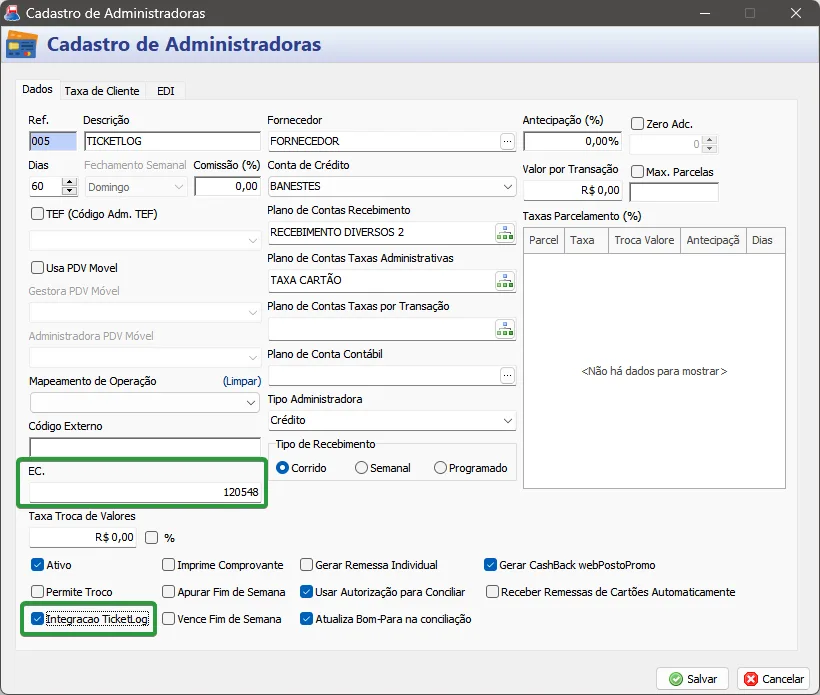 Cadastro de Administradoras
Cadastro de Administradoras
Dados Taxa de Cliente EDI
Ref. Descrição Fornecedor Antecipação (%) Zero Adc.
005 TICKETLOG FORNECEDOR ... 0,00% 0
Dias Fechamento Semanal Comissão (%) Conta de Crédito Valor por Transação Max. Parcelas
60 Domingo 0,00 BANESTES R$ 0,00
TEF (Código Adm. TEF) Plano de Contas Recebimento Taxas Parcelamento (%)
RECEBIMENTO DIVERSOS 2 Parcel Taxa Troca Valore Antecipaçã Dias
Usa PDV Movel Plano de Contas Taxas Administrativas
Gestora PDV Móvel TAXA CARTÃO
Plano de Contas Taxas por Transação
Administradora PDV Móvel
Plano de Conta Contábil
<Não há dados para mostrar>
Mapeamento de Operação (Limpar) ...
Tipo Administradora
Código Externo Crédito
Tipo de Recebimento
EC. Corrido Semanal Programado
120548
Taxa Troca de Valores
R$ 0,00 %
Ativo Imprime Comprovante Gerar Remessa Individual Gerar CashBack webPostoPromo
Permite Troco Apurar Fim de Semana Usar Autorização para Conciliar Receber Remessas de Cartões Automaticamente
Integracao TicketLog Vence Fim de Semana Atualiza Bom-Para na conciliação
Salvar Cancelar